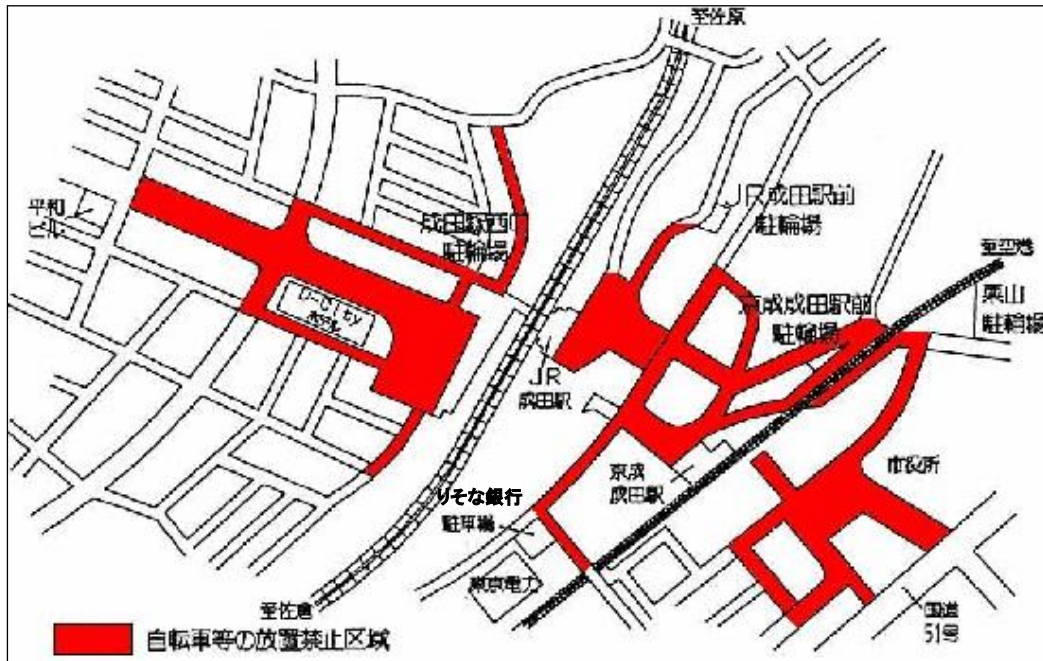 至佐原
JR成田駅前
駐輪場
平和
成田駅西口
駐輪場
至空港
栗山
駐輪場
京成成田駅前
駐輪場
U-city
ホテル
JR
成田駅
京成
成田駅
市役所
りそな銀行
駐車場
東京電力
至佐倉
国道
51号
自転車等の放置禁止区域